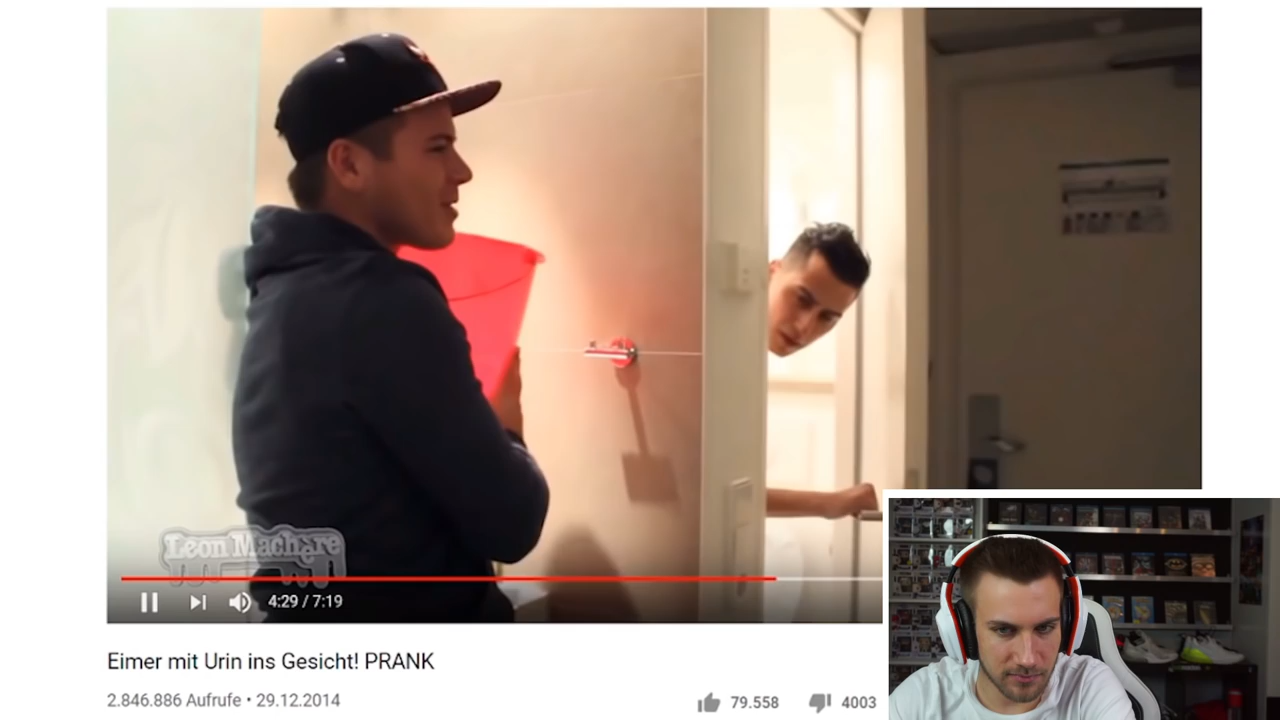 Leon Machère
4:29 / 7:19
Eimer mit Urin ins Gesicht! PRANK
2.846.886 Aufrufe • 29.12.2014
79.558
4003